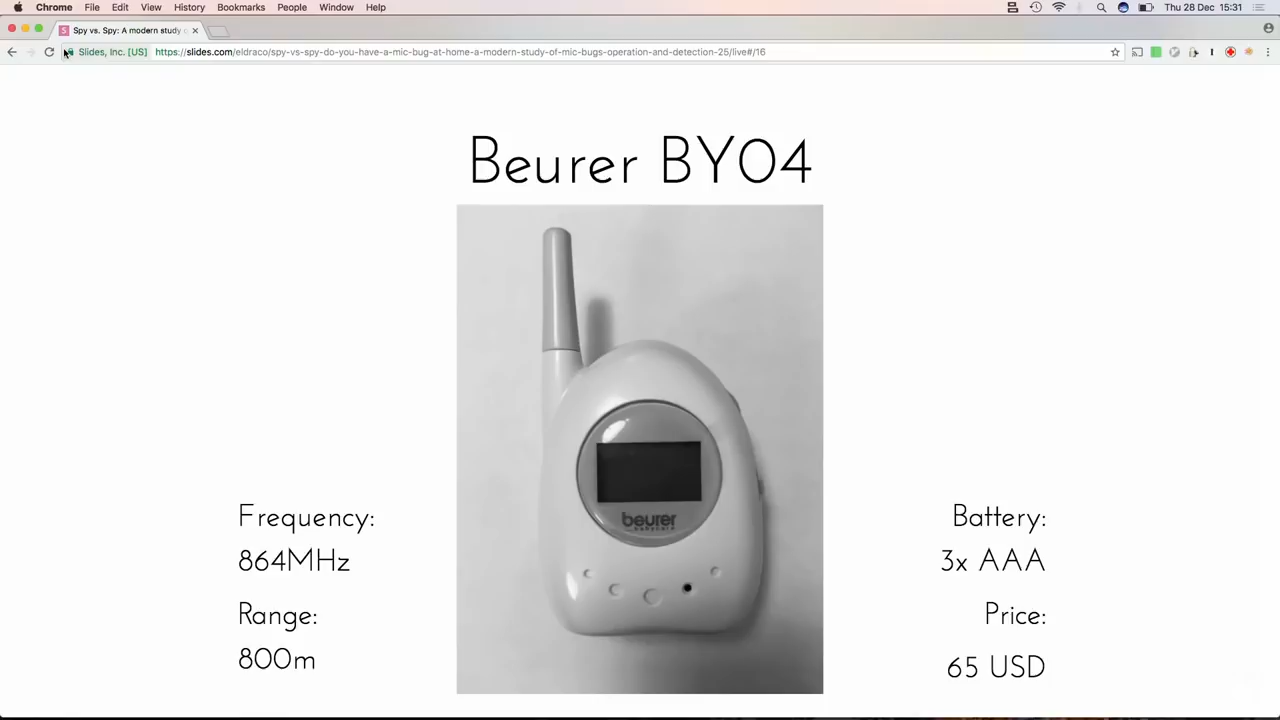 Chrome File Edit View History Bookmarks People Window Help
Thu 28 Dec 15:31
Spy vs. Spy: A modern study
Slides, Inc. [US] https://slides.com/eldraco/spy-vs-spy-do-you-have-a-mic-bug-at-home-a-modern-study-of-mic-bugs-operation-and-detection-25/live#/16
Beurer BY04
beurer
babycare
Frequency:
864MHz
Range:
800m
Battery:
3x AAA
Price:
65 USD